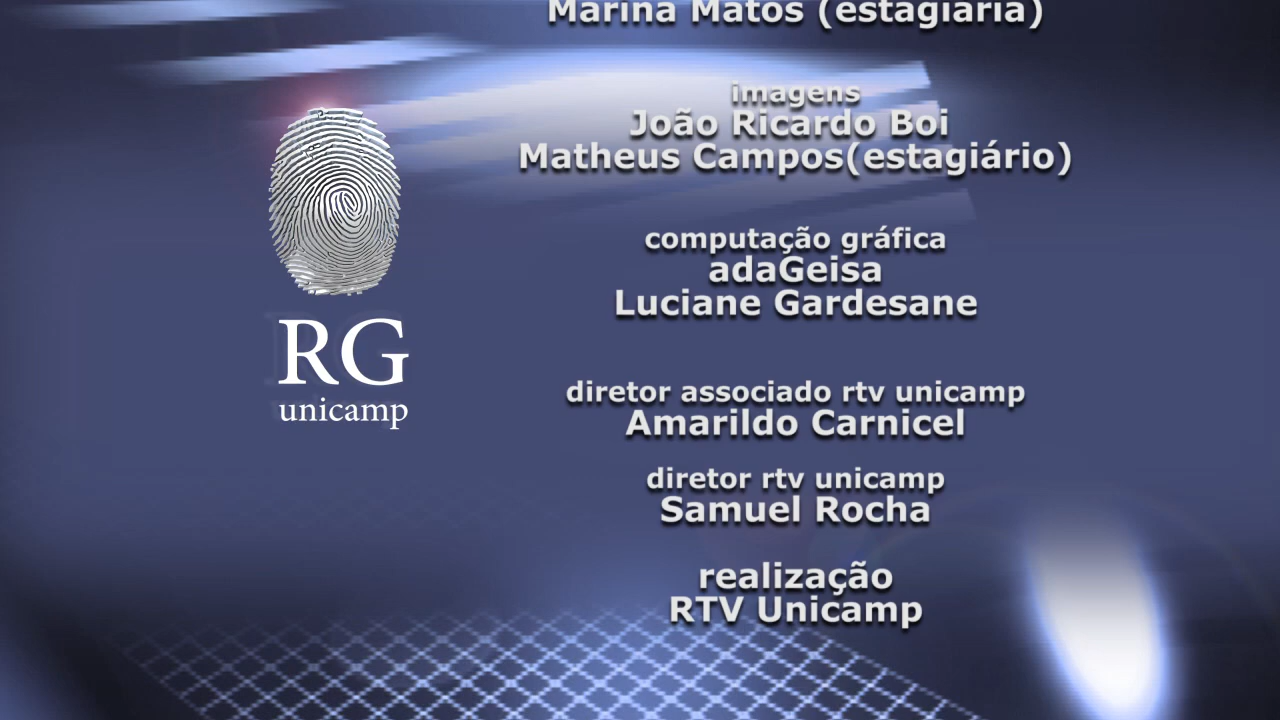 Marina Matos (estagiária)
imagens
João Ricardo Boi
Matheus Campos(estagiário)
computação gráfica
adaGeisa
Luciane Gardesane
diretor associado rtv unicamp
Amarildo Carnicel
diretor rtv unicamp
Samuel Rocha
realização
RTV Unicamp
RG
unicamp